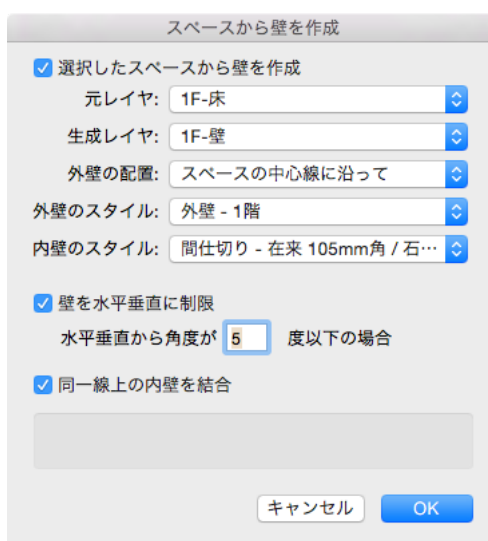 スペースから壁を作成
選択したスペースから壁を作成
元レイヤ: 1F-床
生成レイヤ: 1F-壁
外壁の配置: スペースの中心線に沿って
外壁のスタイル: 外壁 - 1階
内壁のスタイル: 間仕切り - 在来 105mm角 / 石…
壁を水平垂直に制限
水平垂直から角度が 5 度以下の場合
同一線上の内壁を結合
キャンセル OK